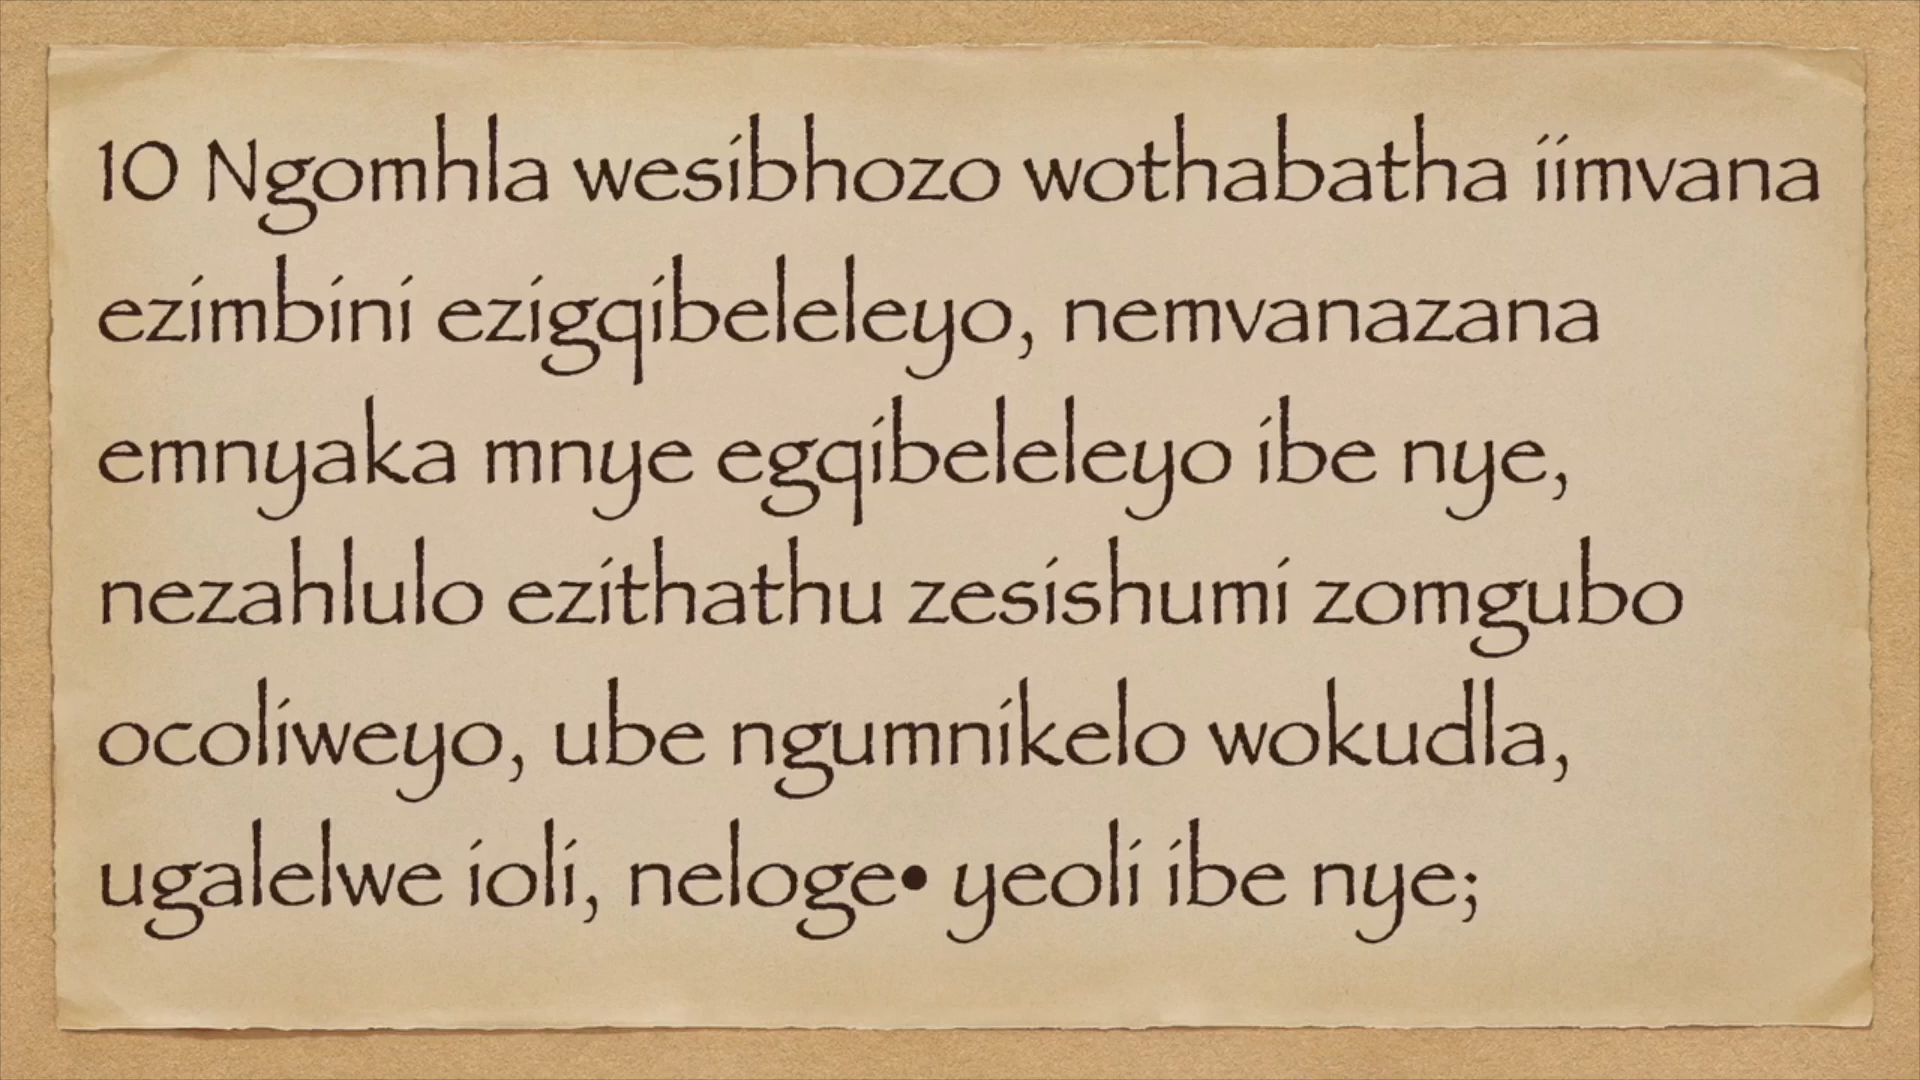 10 Ngomhla wesibhozo wothabatha iimvana
ezimbini ezigqibeleleyo, nemvanazana
emnyaka mnye egqibeleleyo ibe nye,
nezahlulo ezithathu zesishumi zomgubo
ocoliweyo, ube ngumnikelo wokudla,
ugalelwe ioli, neloge• yeoli ibe nye;